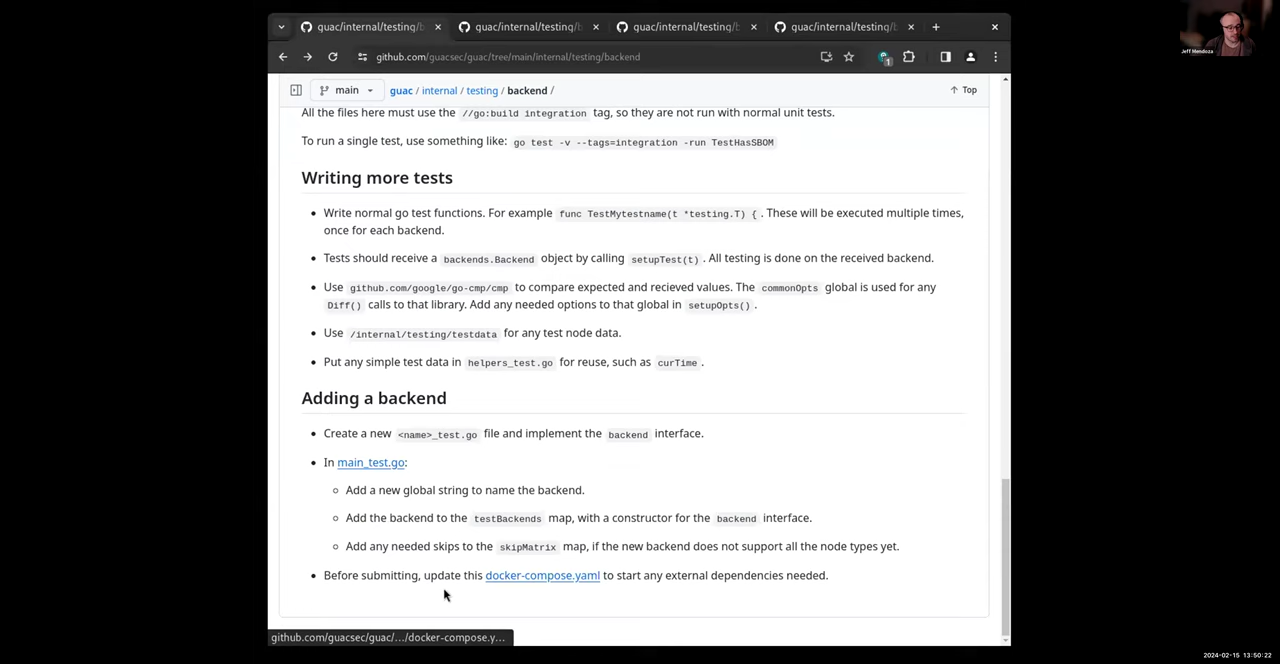 guac/internal/testing/b
guac/internal/testing/b
guac/internal/testing/b
guac/internal/testing/b
github.com/guacsec/guac/tree/main/internal/testing/backend
1
Jeff Mendoza
main
guac / internal / testing / backend /
Top
All the files here must use the //go:build integration tag, so they are not run with normal unit tests.
To run a single test, use something like: go test -v --tags=integration -run TestHasSBOM
Writing more tests
Write normal go test functions. For example func TestMytestname(t *testing.T) { . These will be executed multiple times,
once for each backend.
Tests should receive a backends.Backend object by calling setupTest(t) . All testing is done on the received backend.
Use github.com/google/go-cmp/cmp to compare expected and recieved values. The commonOpts global is used for any
Diff() calls to that library. Add any needed options to that global in setupOpts() .
Use /internal/testing/testdata for any test node data.
Put any simple test data in helpers_test.go for reuse, such as curTime .
Adding a backend
Create a new <name>_test.go file and implement the backend interface.
In main_test.go:
Add a new global string to name the backend.
Add the backend to the testBackends map, with a constructor for the backend interface.
Add any needed skips to the skipMatrix map, if the new backend does not support all the node types yet.
Before submitting, update this docker-compose.yaml to start any external dependencies needed.
github.com/guacsec/guac/.../docker-compose.y...
2024-02-15 13:50:22